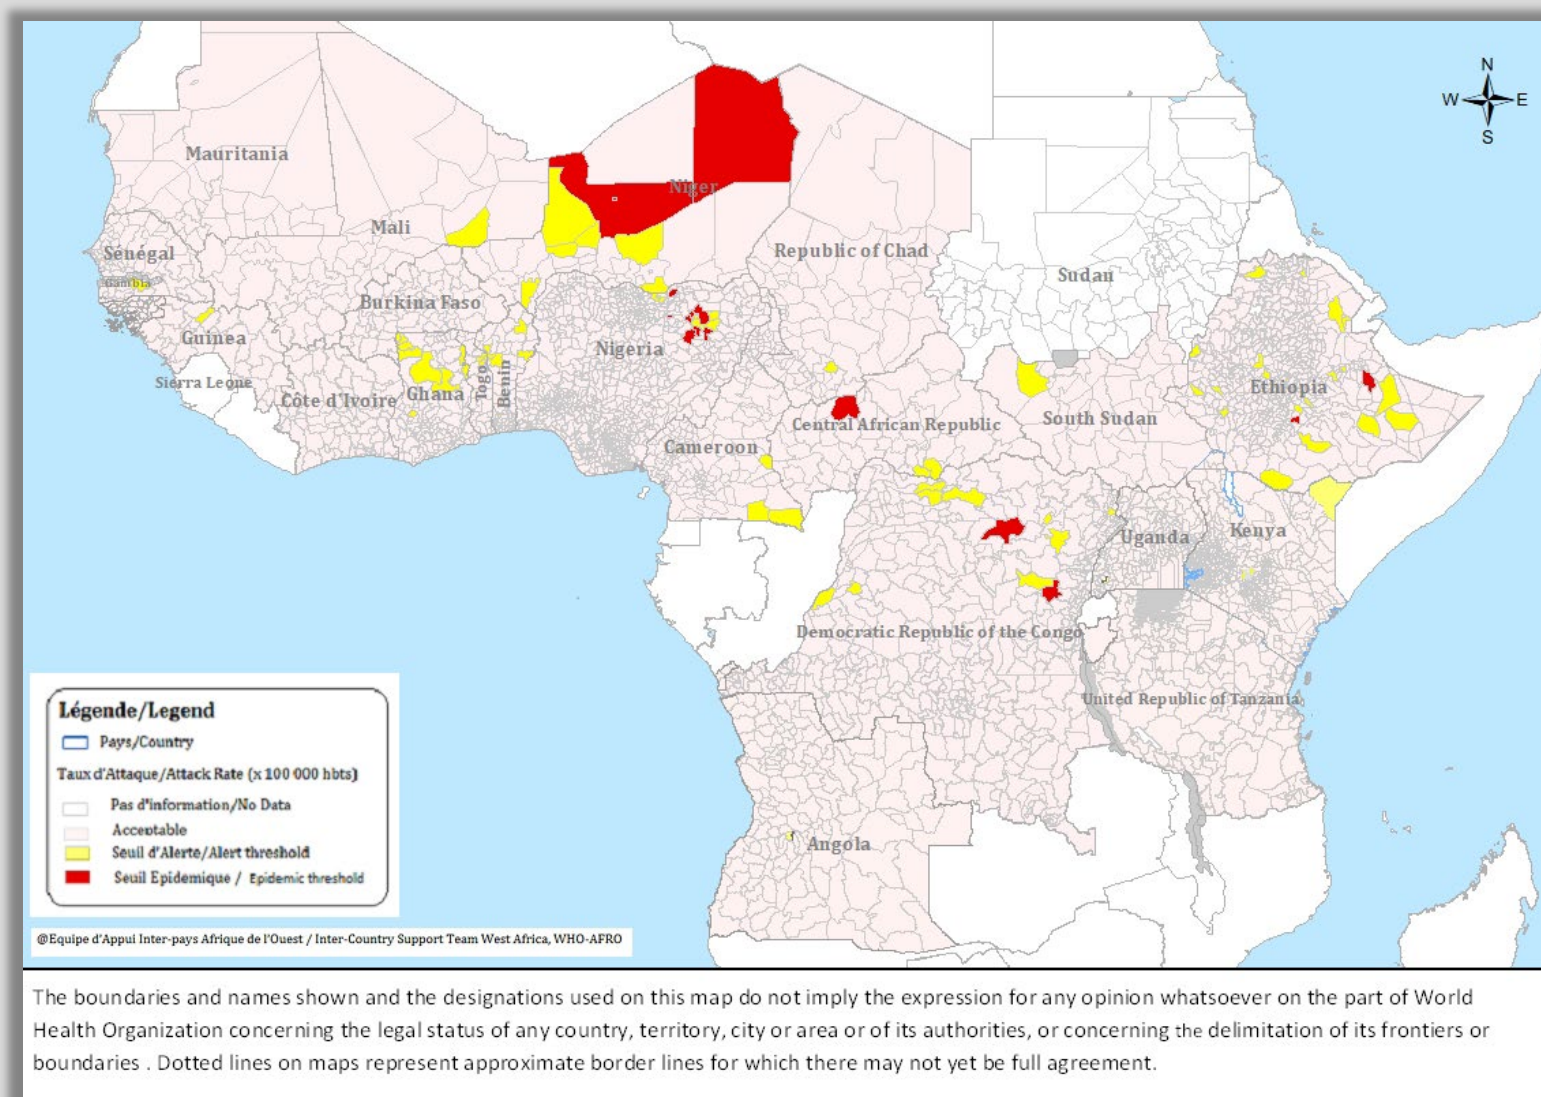 N
W E
S
Mauritania
Niger
Mali
Sénégal
Republic of Chad
Sudan
Gambia
Burkina Faso
Guinea
Nigeria
Sierra Leone
Ethiopia
Côte d'Ivoire
Ghana
Togo
Benin
Central African Republic
South Sudan
Cameroon
Uganda
Kenya
Democratic Republic of the Congo
United Republic of Tanzania
Angola
Légende/Legend
Pays/Country
Taux d'Attaque/Attack Rate (x 100 000 hbts)
Pas d'information/No Data
Acceptable
Seuil d'Alerte/Alert threshold
Seuil Epidemique / Epidemic threshold
@Equipe d'Appui Inter-pays Afrique de l'Ouest / Inter-Country Support Team West Africa, WHO-AFRO
The boundaries and names shown and the designations used on this map do not imply the expression for any opinion whatsoever on the part of World
Health Organization concerning the legal status of any country, territory, city or area or of its authorities, or concerning the delimitation of its frontiers or
boundaries . Dotted lines on maps represent approximate border lines for which there may not yet be full agreement.